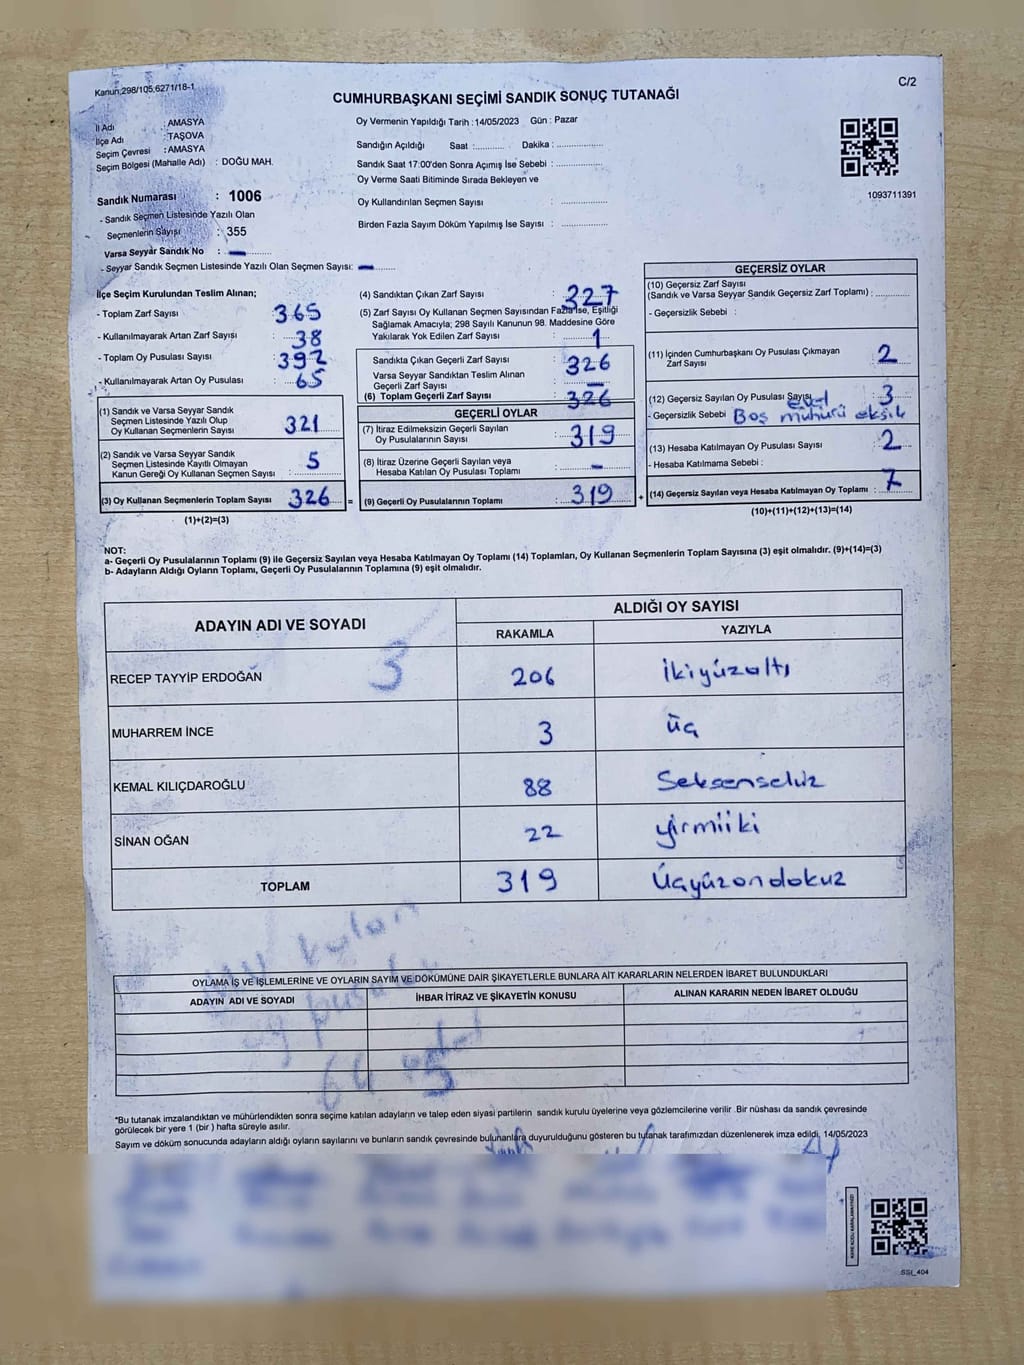 Kanun;298/105;6271/18-1
C/2
CUMHURBAŞKANI SEÇİMİ SANDIK SONUÇ TUTANAĞI
İl Adı : AMASYA
İlçe Adı : TAŞOVA
Seçim Çevresi : AMASYA
Seçim Bölgesi (Mahalle Adı) : DOĞU MAH.
Sandık Numarası : 1006
- Sandık Seçmen Listesinde Yazılı Olan
Seçmenlerin Sayısı : 355
Varsa Seyyar Sandık No : -
- Seyyar Sandık Seçmen Listesinde Yazılı Olan Seçmen Sayısı: -
Oy Vermenin Yapıldığı Tarih :14/05/2023 Gün : Pazar
Sandığın Açıldığı Saat :........... Dakika : ................
Sandık Saat 17:00'den Sonra Açımış İse Sebebi : ................
Oy Verme Saati Bitiminde Sırada Bekleyen ve
Oy Kullandırılan Seçmen Sayısı : ................
Birden Fazla Sayım Döküm Yapılmış İse Sayısı : ................
1093711391
İlçe Seçim Kurulundan Teslim Alınan;
- Toplam Zarf Sayısı : 365
- Kullanılmayarak Artan Zarf Sayısı : 38
- Toplam Oy Pusulası Sayısı : 392
- Kullanılmayarak Artan Oy Pusulası : 65
(1) Sandık ve Varsa Seyyar Sandık
Seçmen Listesinde Yazılı Olup
Oy Kullanan Seçmenlerin Sayısı : 321
(2) Sandık ve Varsa Seyyar Sandık
Seçmen Listesinde Kayıtlı Olmayan
Kanun Gereği Oy Kullanan Seçmen Sayısı : 5
(3) Oy Kullanan Seçmenlerin Toplam Sayısı : 326 =
(1)+(2)=(3)
(4) Sandıktan Çıkan Zarf Sayısı : 327
(5) Zarf Sayısı Oy Kullanan Seçmen Sayısından Fazla İse, Eşitliği
Sağlamak Amacıyla; 298 Sayılı Kanunun 98. Maddesine Göre
Yakılarak Yok Edilen Zarf Sayısı : 1
Sandıkta Çıkan Geçerli Zarf Sayısı : 326
Varsa Seyyar Sandıktan Teslim Alınan
Geçerli Zarf Sayısı : -
(6) Toplam Geçerli Zarf Sayısı : 326
GEÇERLİ OYLAR
(7) İtiraz Edilmeksizin Geçerli Sayılan
Oy Pusulalarının Sayısı : 319
(8) İtiraz Üzerine Geçerli Sayılan veya
Hesaba Katılan Oy Pusulası Toplamı : -
(9) Geçerli Oy Pusulalarının Toplamı : 319 +
GEÇERSİZ OYLAR
(10) Geçersiz Zarf Sayısı
(Sandık ve Varsa Seyyar Sandık Geçersiz Zarf Toplamı) : ............
- Geçersizlik Sebebi :
(11) İçinden Cumhurbaşkanı Oy Pusulası Çıkmayan
Zarf Sayısı : 2
(12) Geçersiz Sayılan Oy Pusulası Sayısı : 3
- Geçersizlik Sebebi : Boş evet mühürü eksik
(13) Hesaba Katılmayan Oy Pusulası Sayısı : 2
- Hesaba Katılmama Sebebi :
(14) Geçersiz Sayılan veya Hesaba Katılmayan Oy Toplamı : 7
(10)+(11)+(12)+(13)=(14)
NOT:
a- Geçerli Oy Pusulalarının Toplamı (9) ile Geçersiz Sayılan veya Hesaba Katılmayan Oy Toplamı (14) Toplamları, Oy Kullanan Seçmenlerin Toplam Sayısına (3) eşit olmalıdır. (9)+(14)=(3)
b- Adayların Aldığı Oyların Toplamı, Geçerli Oy Pusulalarının Toplamına (9) eşit olmalıdır.
ADAYIN ADI VE SOYADI ALDIĞI OY SAYISI
RAKAMLA YAZIYLA
RECEP TAYYİP ERDOĞAN 3 206 İkiyüzaltı
MUHARREM İNCE 3 üç
KEMAL KILIÇDAROĞLU 88 Seksensekiz
SİNAN OĞAN 22 yirmiiki
TOPLAM 319 Üçyüzondokuz
kalan
oy pusula
64 5
OYLAMA İŞ VE İŞLEMLERİNE VE OYLARIN SAYIM VE DÖKÜMÜNE DAİR ŞİKAYETLERLE BUNLARA AİT KARARLARIN NELERDEN İBARET BULUNDUKLARI
ADAYIN ADI VE SOYADI İHBAR İTİRAZ VE ŞİKAYETİN KONUSU ALINAN KARARIN NEDEN İBARET OLDUĞU
*Bu tutanak imzalandıktan ve mühürlendikten sonra seçime katılan adayların ve talep eden siyasi partilerin sandık kurulu üyelerine veya gözlemcilerine verilir .Bir nüshası da sandık çevresinde
görülecek bir yere 1 (bir ) hafta süreyle asılır.
Sayım ve döküm sonucunda adayların aldığı oyların sayılarını ve bunların sandık çevresinde bulunanlara duyurulduğunu gösteren bu tutanak tarafımızdan düzenlenerek imza edildi. 14/05/2023
SSI_404